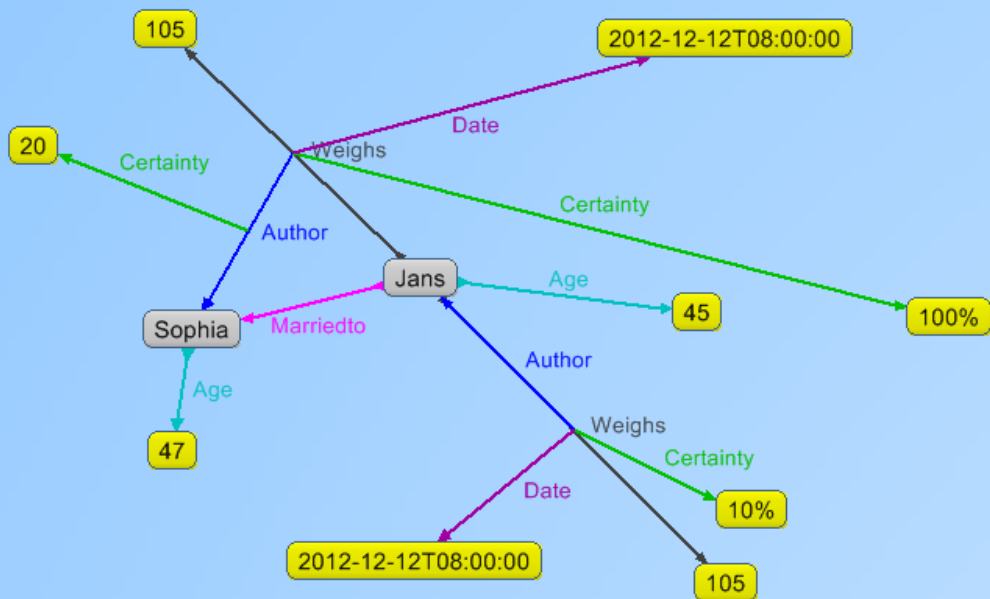 105
2012-12-12T08:00:00
Date
20
Weighs
Certainty
Certainty
Author
Jans
Age
45
100%
Sophia
Marriedto
Author
Age
Weighs
47
Certainty
Date
10%
2012-12-12T08:00:00
105